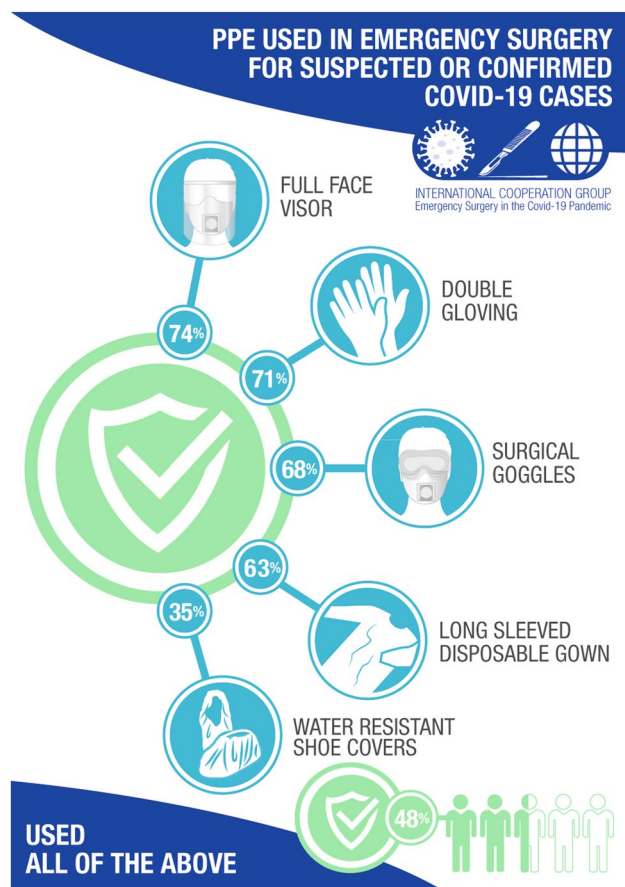 PPE USED IN EMERGENCY SURGERY
FOR SUSPECTED OR CONFIRMED
COVID-19 CASES
INTERNATIONAL COOPERATION GROUP
Emergency Surgery in the Covid-19 Pandemic
FULL FACE
VISOR
74%
DOUBLE
GLOVING
71%
SURGICAL
GOGGLES
68%
63%
LONG SLEEVED
DISPOSABLE GOWN
35%
WATER RESISTANT
SHOE COVERS
48%
USED
ALL OF THE ABOVE